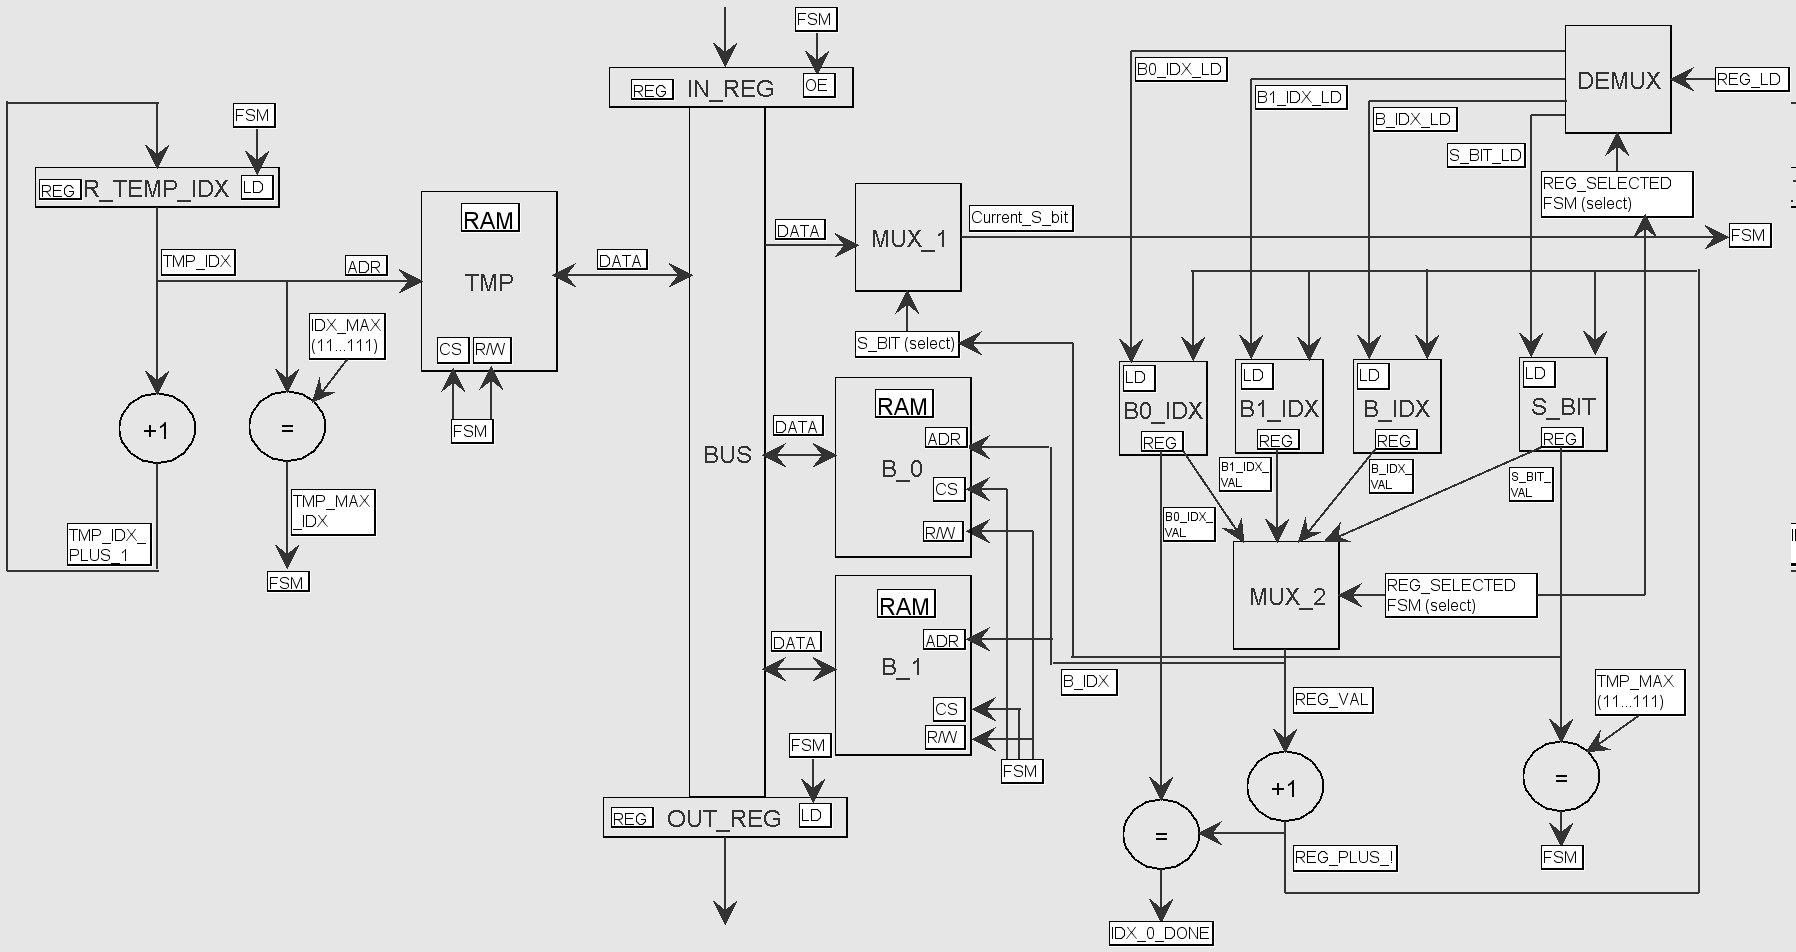 FSM
REG IN_REG OE
FSM
REG R_TEMP_IDX LD
TMP_IDX
ADR
IDX_MAX
(11...111)
+1
=
TMP_MAX
_IDX
TMP_IDX_
PLUS_1
FSM
RAM
TMP
CS R/W
FSM
DATA
BUS
DATA
MUX_1
Current_S_bit
FSM
S_BIT (select)
RAM
DATA
ADR
B_0
CS
R/W
RAM
DATA
ADR
B_1
CS
R/W
FSM
FSM
REG OUT_REG LD
DEMUX
REG_LD
B0_IDX_LD
B1_IDX_LD
B_IDX_LD
S_BIT_LD
REG_SELECTED
FSM (select)
LD
B0_IDX
REG
LD
B1_IDX
REG
LD
B_IDX
REG
LD
S_BIT
REG
B0_IDX_
VAL
B1_IDX_
VAL
B_IDX_
VAL
S_BIT_
VAL
MUX_2
REG_SELECTED
FSM (select)
B_IDX
REG_VAL
TMP_MAX
(11...111)
+1
=
=
REG_PLUS_!
FSM
IDX_0_DONE